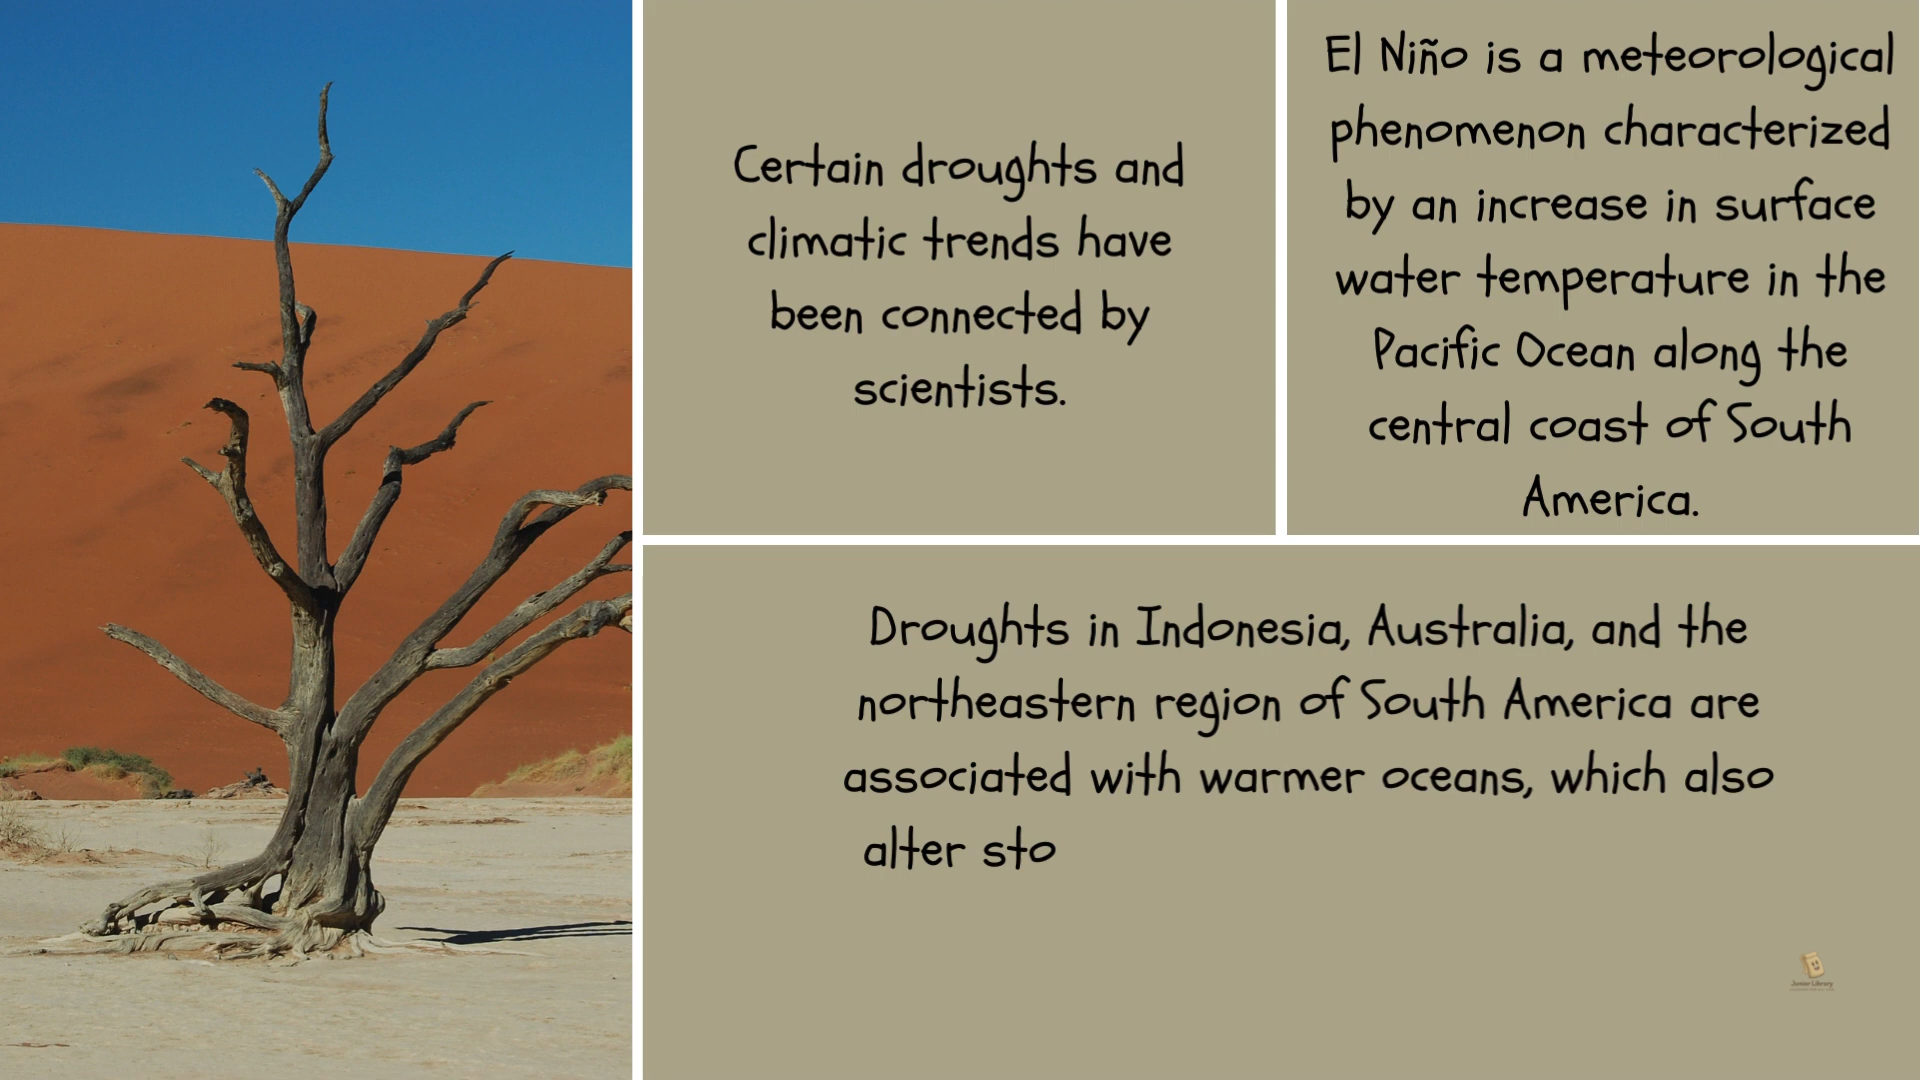 Certain droughts and
climatic trends have
been connected by
scientists.
El Niño is a meteorological
phenomenon characterized
by an increase in surface
water temperature in the
Pacific Ocean along the
central coast of South
America.
Droughts in Indonesia, Australia, and the
northeastern region of South America are
associated with warmer oceans, which also
alter sto
Junior Library